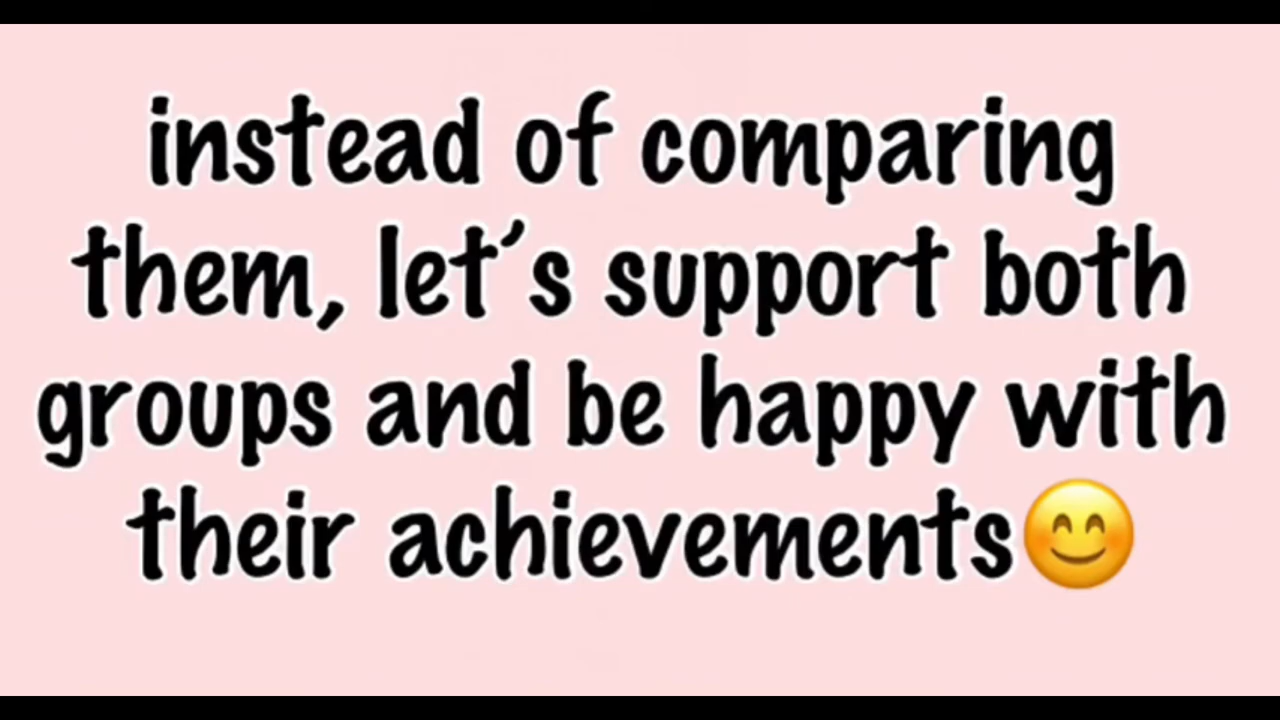 instead of comparing
them, let's support both
groups and be happy with
their achievements😊